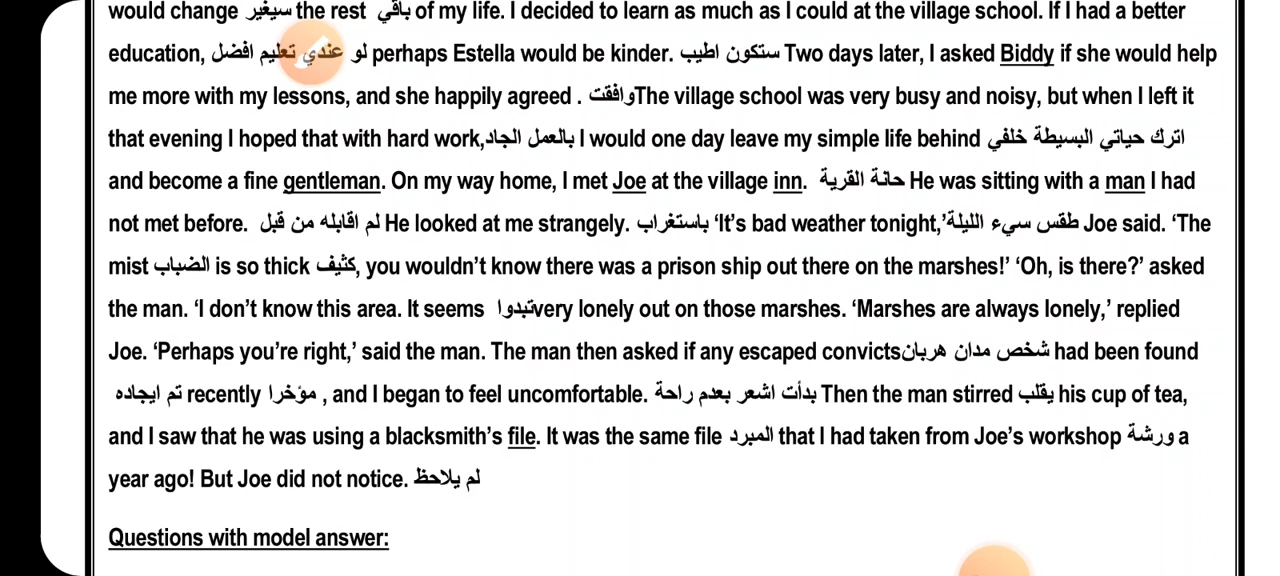 would change سيغير the rest باقي of my life. I decided to learn as much as I could at the village school. If I had a better
education, لو عندي تعليم افضل perhaps Estella would be kinder. ستكون اطيب Two days later, I asked Biddy if she would help
me more with my lessons, and she happily agreed . وافقتThe village school was very busy and noisy, but when I left it
that evening I hoped that with hard work,بالعمل الجاد I would one day leave my simple life behind اترك حياتي البسيطة خلفي
and become a fine gentleman. On my way home, I met Joe at the village inn. حانة القرية He was sitting with a man I had
not met before. لم اقابله من قبل He looked at me strangely. باستغراب ‘It’s bad weather tonight,’طقس سيء الليلة Joe said. ‘The
mist الضباب is so thick كثيف, you wouldn’t know there was a prison ship out there on the marshes!’ ‘Oh, is there?’ asked
the man. ‘I don’t know this area. It seems تبدواvery lonely out on those marshes. ‘Marshes are always lonely,’ replied
Joe. ‘Perhaps you’re right,’ said the man. The man then asked if any escaped convictsشخص مدان هربان had been found
تم ايجاده recently مؤخرا , and I began to feel uncomfortable. بدأت اشعر بعدم راحة Then the man stirred يقلب his cup of tea,
and I saw that he was using a blacksmith’s file. It was the same file المبرد that I had taken from Joe’s workshop ورشة a
year ago! But Joe did not notice. لم يلاحظ
Questions with model answer: